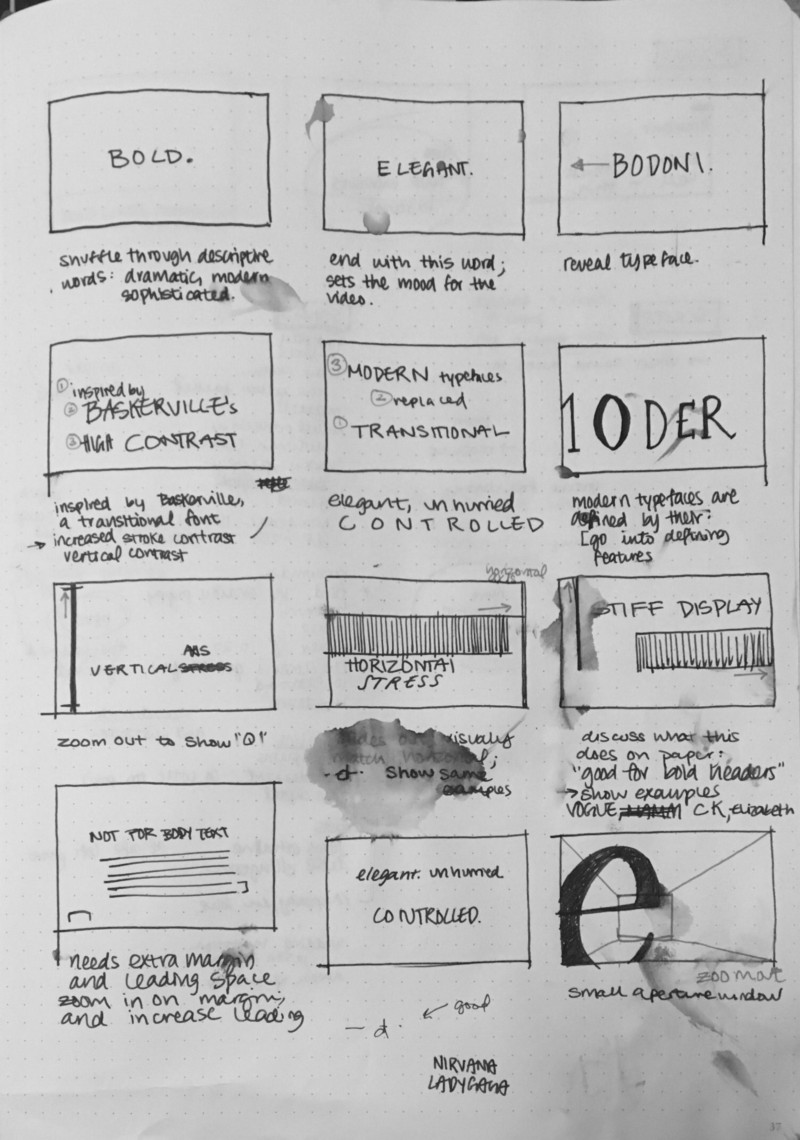 BOLD.
shuffle through descriptive
words: dramatic, modern
sophisticated.
ELEGANT.
end with this word;
sets the mood for the
video.
BODONI.
reveal typeface.
① inspired by
② BASKERVILLE's
③ HIGH CONTRAST
inspired by Baskerville,
a transitional font
→ increased stroke contrast
vertical contrast
③ MODERN typefaces
② replaced
① TRANSITIONAL
elegant, unhurried
CONTROLLED
ODER
modern typefaces are
defined by their:
[go into defining
features
AXIS
VERTICAL STRESS
zoom out to show "O"
horizontal
HORIZONTAL
STRESS
visually
match horizontal;
-d- show same
examples
STIFF DISPLAY
discuss what this
does on paper:
"good for bold headers"
→ show examples
VOGUE, CK, Elizabeth
NOT FOR BODY TEXT
needs extra margin
and leading space
zoom in on margin,
and increase leading
elegant. unhurried
CONTROLLED.
— d. ← good
NIRVANA
LADYGAGA
e
zoom out
small aperture window
37